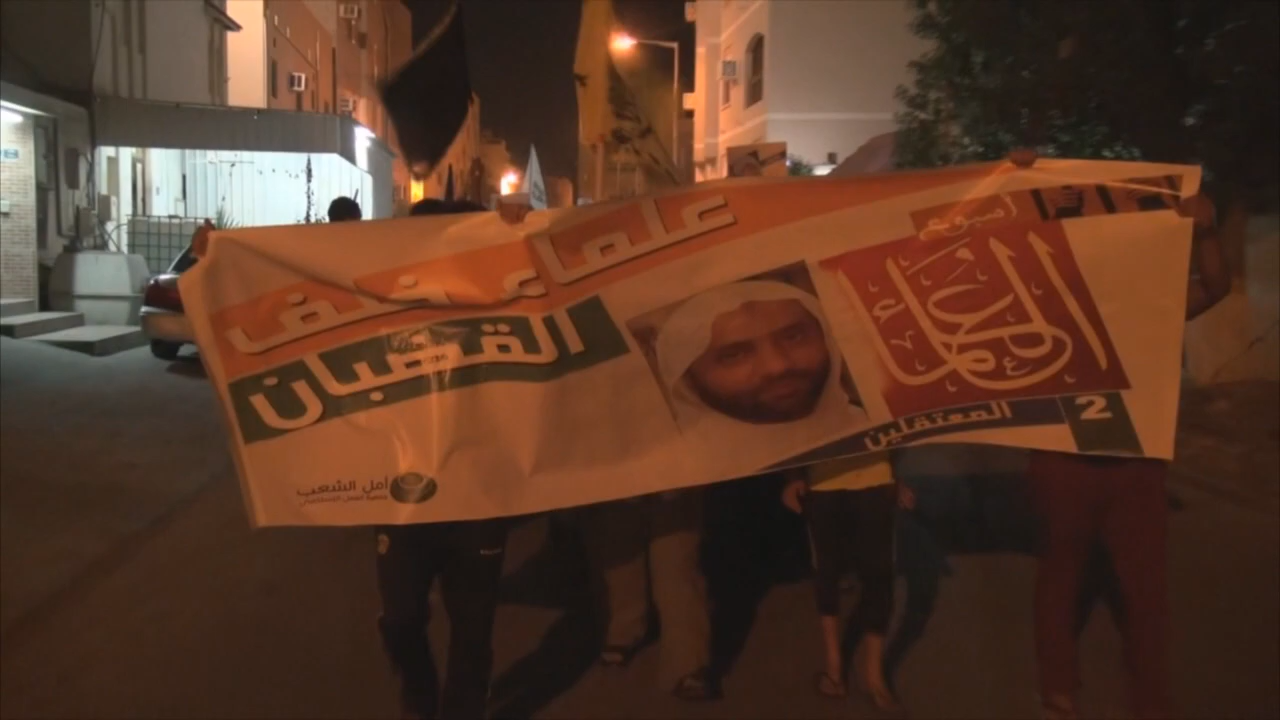 علماء خلف
القضبان
أسبوع
العلماء
المعتقلين
2
أمل الشعب